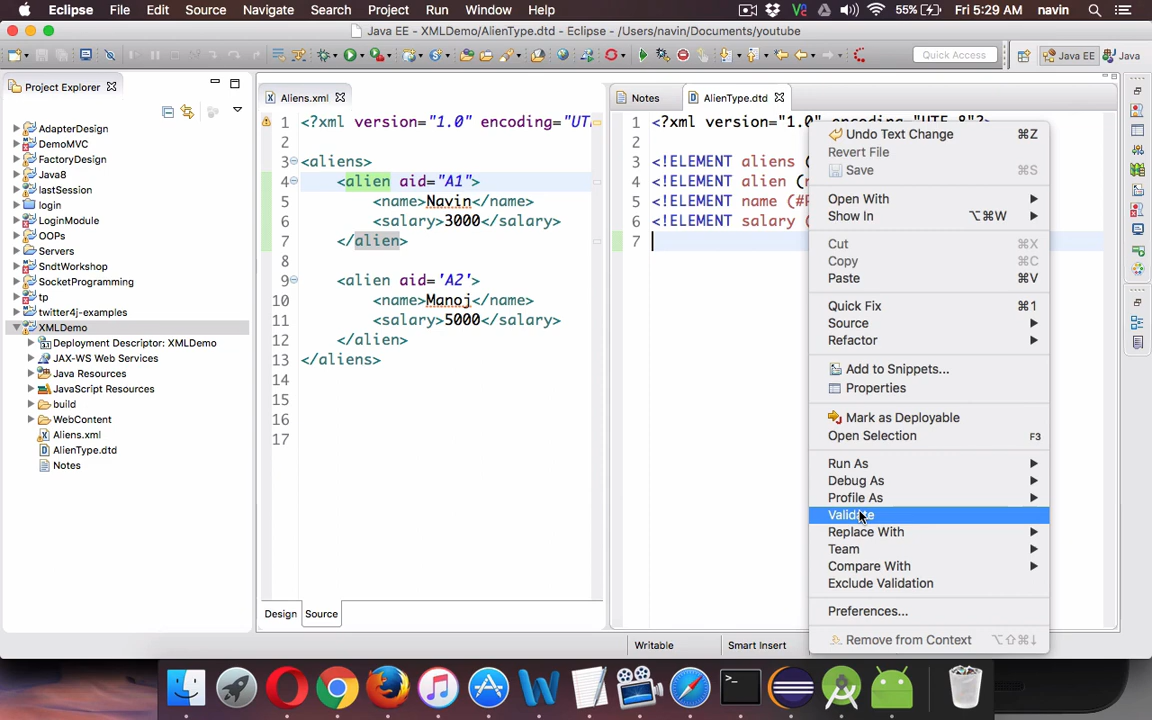 Eclipse File Edit Source Navigate Search Project Run Window Help 55% Fri 5:29 AM navin
Java EE - XMLDemo/AlienType.dtd - Eclipse - /Users/navin/Documents/youtube
Quick Access Java EE Java
Project Explorer
AdapterDesign
DemoMVC
FactoryDesign
Java8
lastSession
login
LoginModule
OOPs
Servers
SndtWorkshop
SocketProgramming
tp
twitter4j-examples
XMLDemo
Deployment Descriptor: XMLDemo
JAX-WS Web Services
Java Resources
JavaScript Resources
build
WebContent
Aliens.xml
AlienType.dtd
Notes
Aliens.xml
1 <?xml version="1.0" encoding="UT
2
3 <aliens>
4 <alien aid="A1">
5 <name>Navin</name>
6 <salary>3000</salary>
7 </alien>
8
9 <alien aid='A2'>
10 <name>Manoj</name>
11 <salary>5000</salary>
12 </alien>
13 </aliens>
14
15
16
17
Design Source
Notes AlienType.dtd
1 <?xml version="1.0" encoding="UTF-8"?>
2
3 <!ELEMENT aliens (
4 <!ELEMENT alien (
5 <!ELEMENT name (#
6 <!ELEMENT salary (
7
Undo Text Change ⌘Z
Revert File
Save ⌘S
Open With
Show In ⌥⌘W
Cut ⌘X
Copy ⌘C
Paste ⌘V
Quick Fix ⌘1
Source
Refactor
Add to Snippets...
Properties
Mark as Deployable
Open Selection F3
Run As
Debug As
Profile As
Validate
Replace With
Team
Compare With
Exclude Validation
Preferences...
Remove from Context ⌥⇧⌘↓
Writable Smart Insert